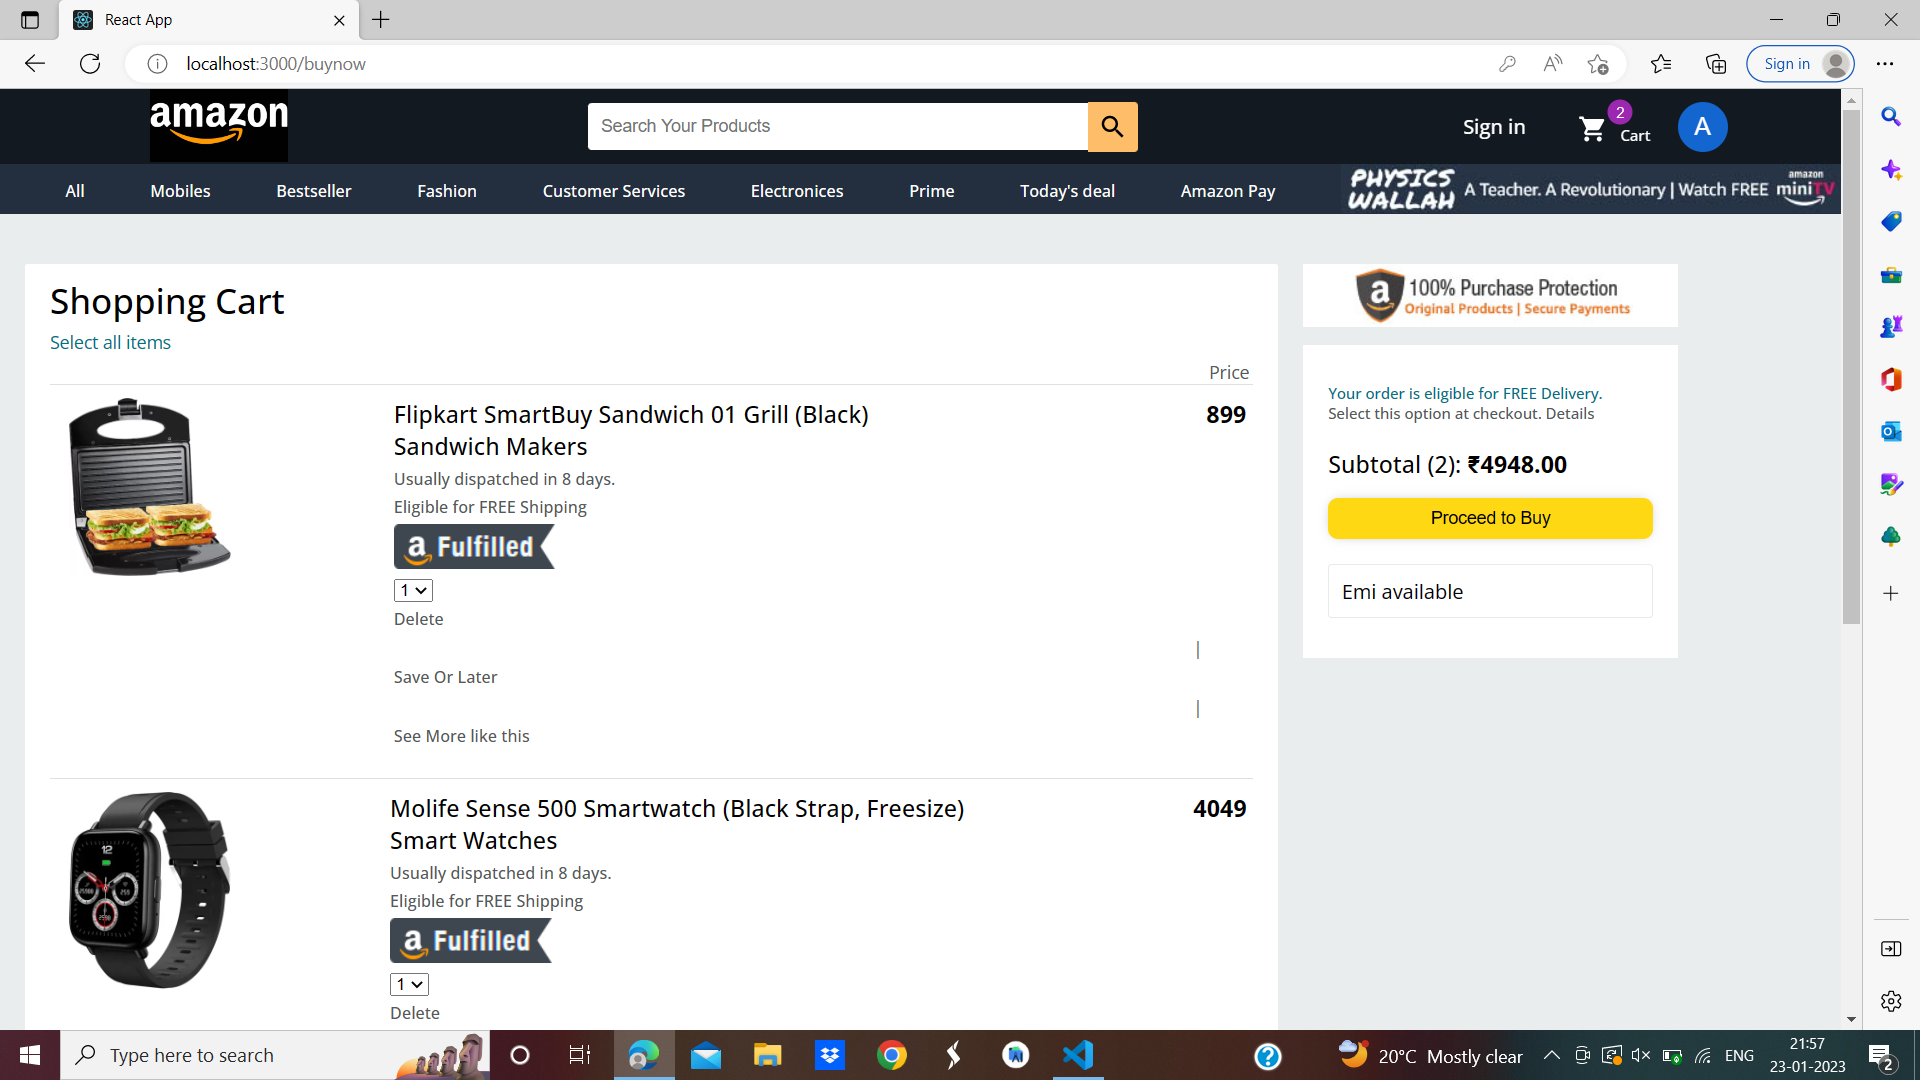 React App
localhost:3000/buynow
Sign in
amazon
Search Your Products
Sign in
2
Cart
A
All
Mobiles
Bestseller
Fashion
Customer Services
Electronices
Prime
Today's deal
Amazon Pay
PHYSICS WALLAH
A Teacher. A Revolutionary | Watch FREE
amazon
miniTV
Shopping Cart
Select all items
Price
Flipkart SmartBuy Sandwich 01 Grill (Black)
899
Sandwich Makers
Usually dispatched in 8 days.
Eligible for FREE Shipping
a Fulfilled
1
Delete
Save Or Later
See More like this
Molife Sense 500 Smartwatch (Black Strap, Freesize)
4049
Smart Watches
Usually dispatched in 8 days.
Eligible for FREE Shipping
a Fulfilled
1
Delete
a 100% Purchase Protection
Original Products | Secure Payments
Your order is eligible for FREE Delivery.
Select this option at checkout. Details
Subtotal (2): ₹4948.00
Proceed to Buy
Emi available
Type here to search
20°C Mostly clear
ENG
21:57
23-01-2023
2